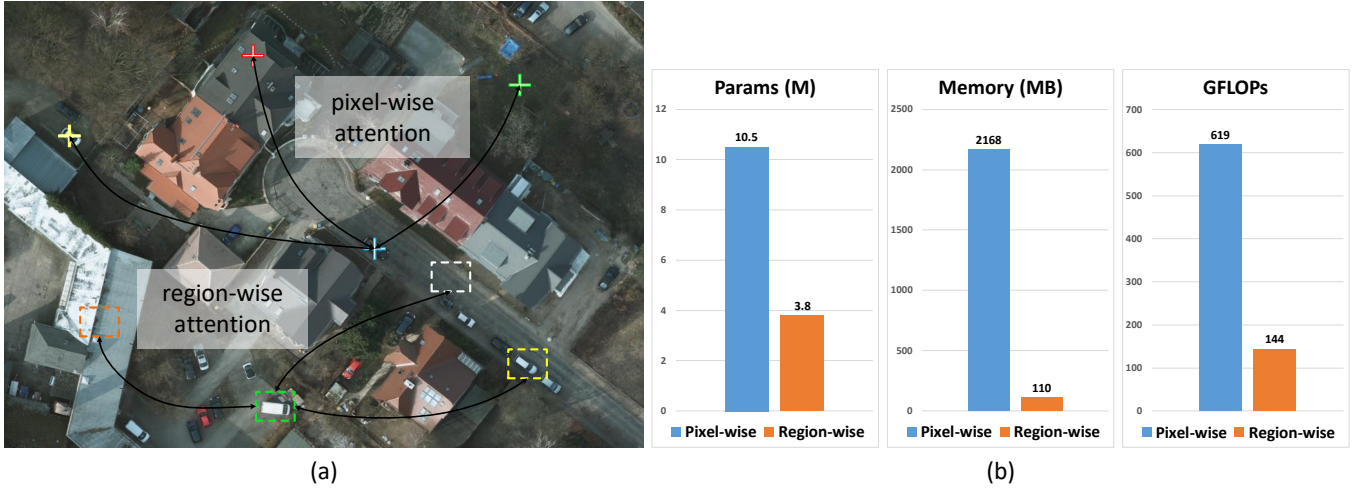 pixel-wise
attention
region-wise
attention
(a)
Params (M)
12
10
8
6
4
2
0
10.5
3.8
Pixel-wise Region-wise
Memory (MB)
2500
2000
1500
1000
500
0
2168
110
Pixel-wise Region-wise
GFLOPs
700
600
500
400
300
200
100
0
619
144
Pixel-wise Region-wise
(b)